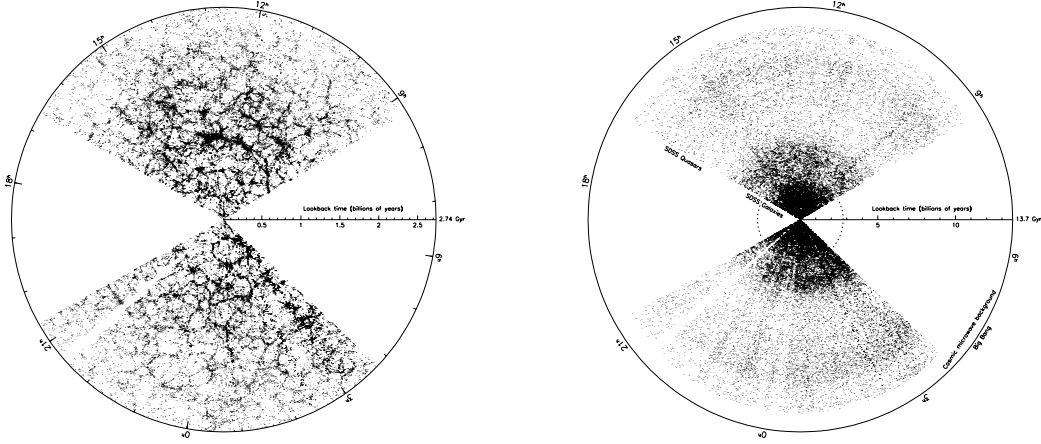 12h
15h
9h
18h
Lookback time (billions of years)
0.5
1
1.5
2
2.5
2.74 Gyr
6h
21h
3h
0h
12h
15h
9h
SDSS Quasars
18h
SDSS Galaxies
Lookback time (billions of years)
5
10
13.7 Gyr
6h
21h
Cosmic microwave background
Big Bang
3h
0h